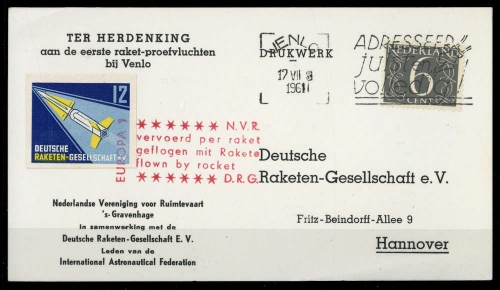 TER HERDENKING
aan de eerste raket-proefvluchten
bij Venlo
VENLO
DRUKWERK
17 VII
1961
ADRESSEER
NEDERLAND
6
CENT
12
DEUTSCHE
RAKETEN-GESELLSCHAFT
EUROPA 1
****** N.V.R.
vervoerd per raket
geflogen mit Rakete
flown by rocket
****** D.R.G.
Deutsche
Raketen-Gesellschaft e.V.
Fritz-Beindorff-Allee 9
Hannover
Nederlandse Vereniging voor Ruimtevaart
's-Gravenhage
in samenwerking met de
Deutsche Raketen-Gesellschaft E. V.
Leden van de
International Astronautical Federation